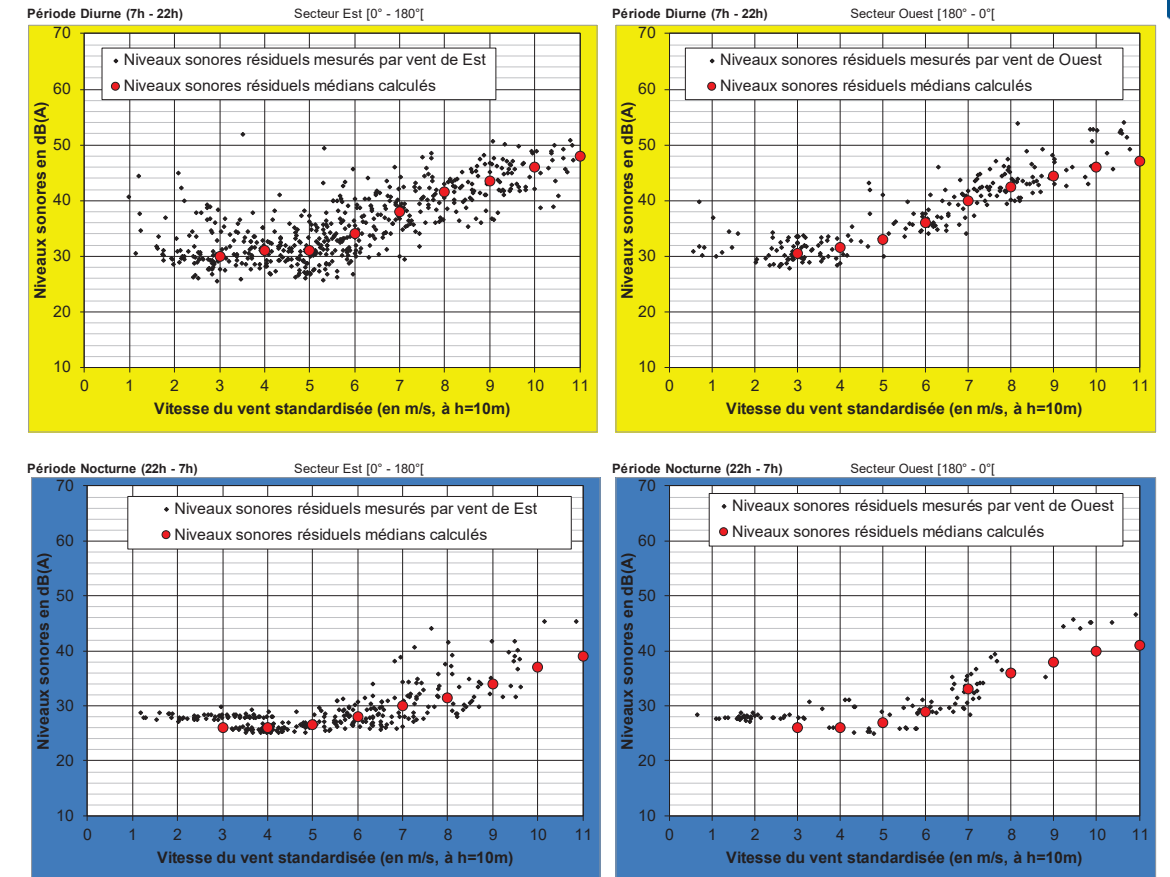 Période Diurne (7h - 22h) Secteur Est [0° - 180°[
70
60
50
40
30
20
10
Niveaux sonores en dB(A)
Niveaux sonores résiduels mesurés par vent de Est
Niveaux sonores résiduels médians calculés
0 1 2 3 4 5 6 7 8 9 10 11
Vitesse du vent standardisée (en m/s, à h=10m)
Période Diurne (7h - 22h) Secteur Ouest [180° - 0°[
70
60
50
40
30
20
10
Niveaux sonores en dB(A)
Niveaux sonores résiduels mesurés par vent de Ouest
Niveaux sonores résiduels médians calculés
0 1 2 3 4 5 6 7 8 9 10 11
Vitesse du vent standardisée (en m/s, à h=10m)
Période Nocturne (22h - 7h) Secteur Est [0° - 180°[
70
60
50
40
30
20
10
Niveaux sonores en dB(A)
Niveaux sonores résiduels mesurés par vent de Est
Niveaux sonores résiduels médians calculés
0 1 2 3 4 5 6 7 8 9 10 11
Vitesse du vent standardisée (en m/s, à h=10m)
Période Nocturne (22h - 7h) Secteur Ouest [180° - 0°[
70
60
50
40
30
20
10
Niveaux sonores en dB(A)
Niveaux sonores résiduels mesurés par vent de Ouest
Niveaux sonores résiduels médians calculés
0 1 2 3 4 5 6 7 8 9 10 11
Vitesse du vent standardisée (en m/s, à h=10m)